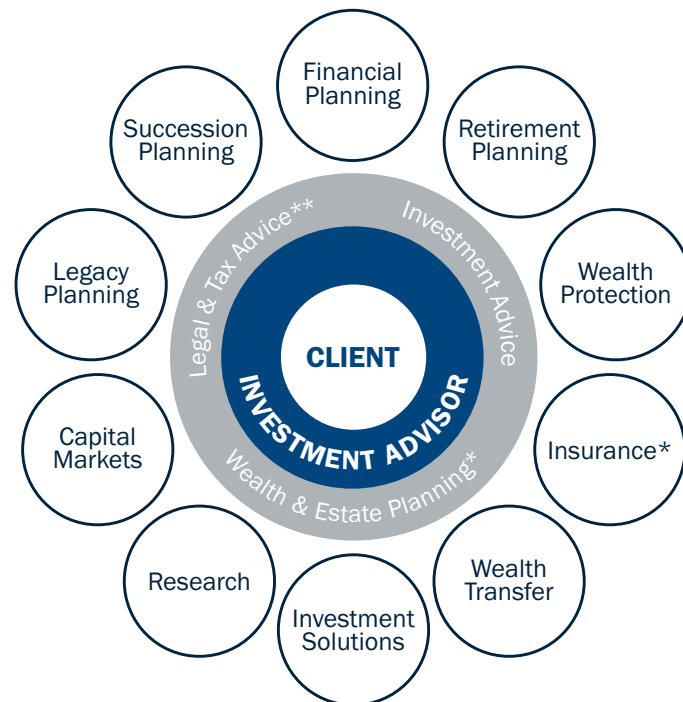 Financial
Planning
Succession
Planning
Retirement
Planning
Legal & Tax Advice**
Investment Advice
Legacy
Planning
Wealth
Protection
CLIENT
INVESTMENT ADVISOR
Capital
Markets
Insurance*
Wealth & Estate Planning*
Research
Wealth
Transfer
Investment
Solutions